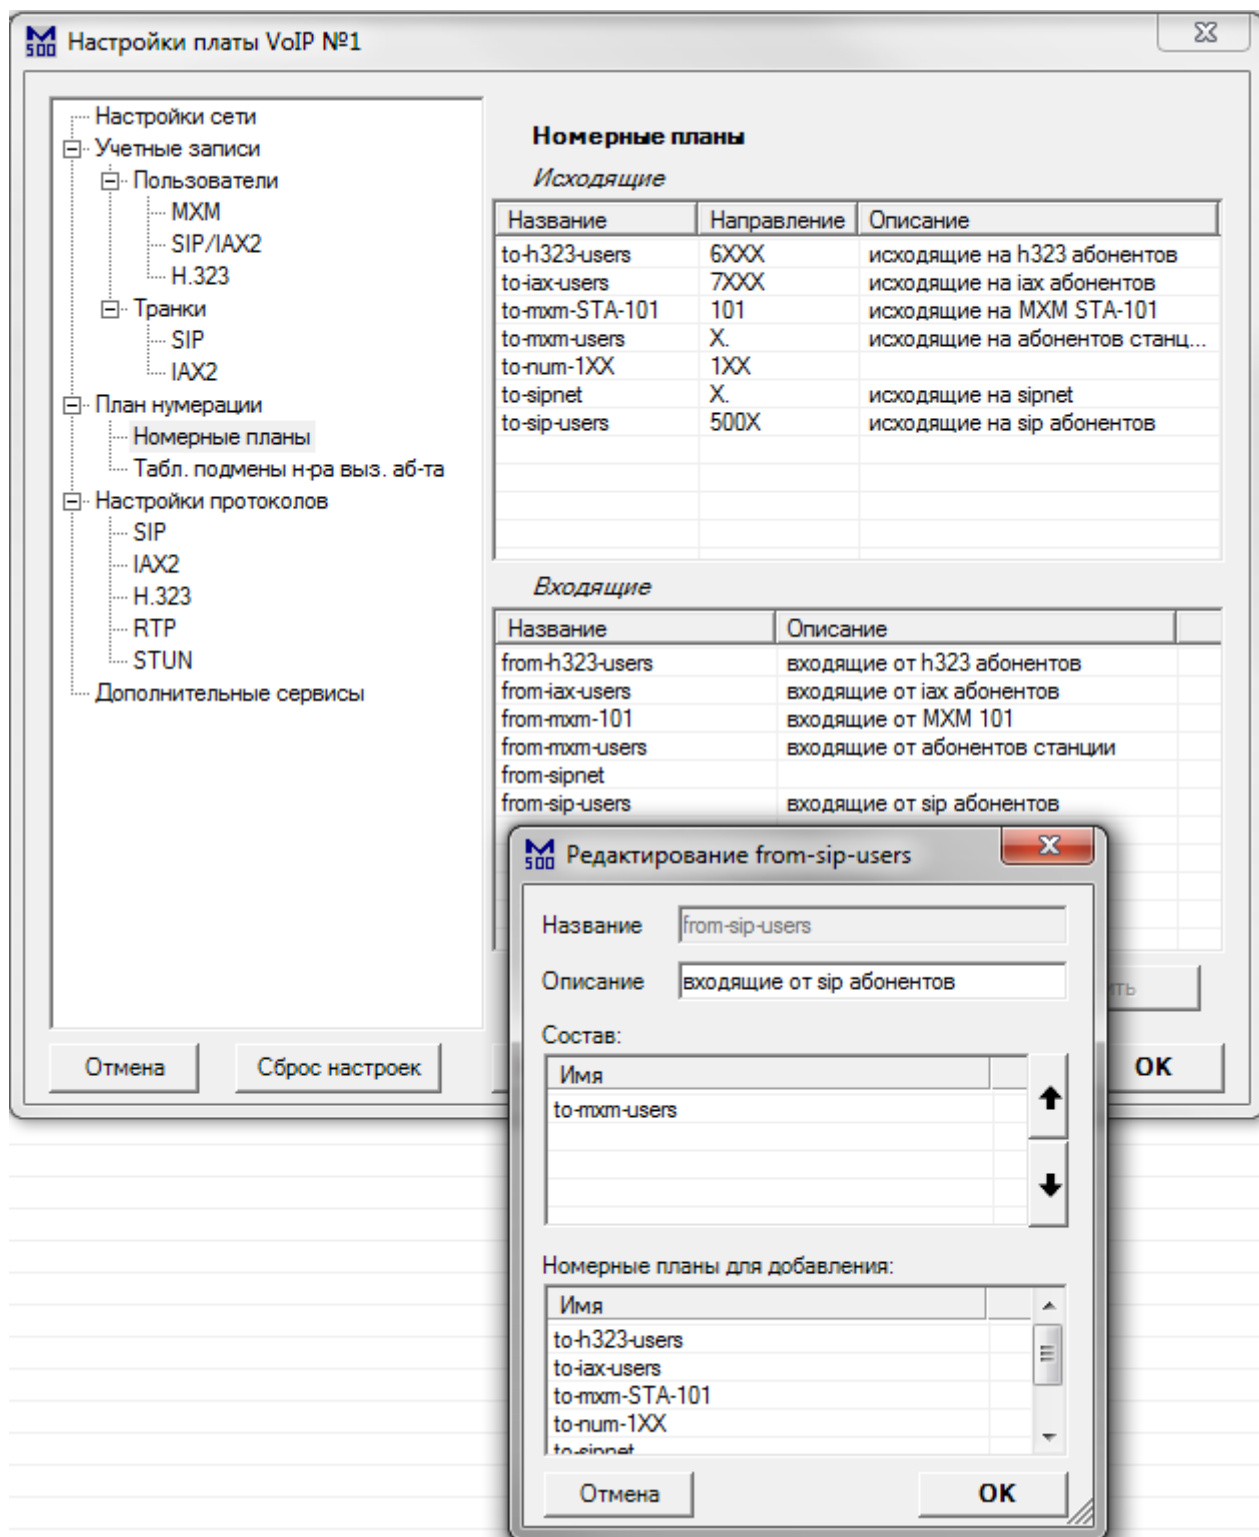 M 500 Настройки платы VoIP №1
Настройки сети
Учетные записи
Пользователи
MXM
SIP/IAX2
H.323
Транки
SIP
IAX2
План нумерации
Номерные планы
Табл. подмены н-ра выз. аб-та
Настройки протоколов
SIP
IAX2
H.323
RTP
STUN
Дополнительные сервисы
Номерные планы
Исходящие
Название Направление Описание
to-h323-users 6XXX исходящие на h323 абонентов
to-iax-users 7XXX исходящие на iax абонентов
to-mxm-STA-101 101 исходящие на MXM STA-101
to-mxm-users X. исходящие на абонентов станц...
to-num-1XX 1XX
to-sipnet X. исходящие на sipnet
to-sip-users 500X исходящие на sip абонентов
Входящие
Название Описание
from-h323-users входящие от h323 абонентов
from-iax-users входящие от iax абонентов
from-mxm-101 входящие от MXM 101
from-mxm-users входящие от абонентов станции
from-sipnet
from-sip-users входящие от sip абонентов
Отмена Сброс настроек OK
M 500 Редактирование from-sip-users
Название from-sip-users
Описание входящие от sip абонентов
Состав:
Имя
to-mxm-users
Номерные планы для добавления:
Имя
to-h323-users
to-iax-users
to-mxm-STA-101
to-num-1XX
to-sipnet
Отмена OK